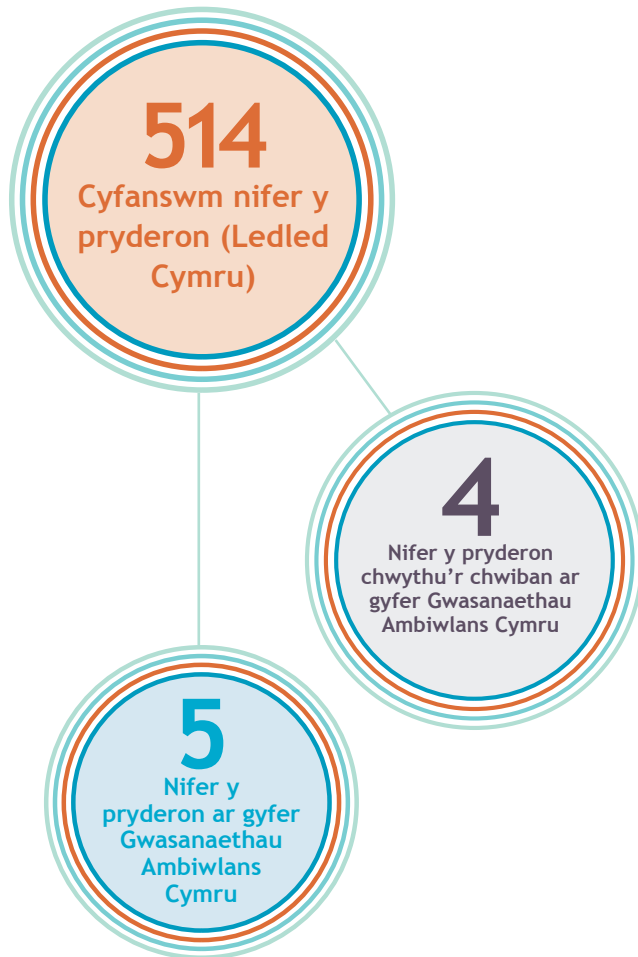 514
Cyfanswm nifer y
pryderon (Ledled
Cymru)
4
Nifer y pryderon
chwythu'r chwiban ar
gyfer Gwasanaethau
Ambiwlans Cymru
5
Nifer y
pryderon ar gyfer
Gwasanaethau
Ambiwlans
Cymru